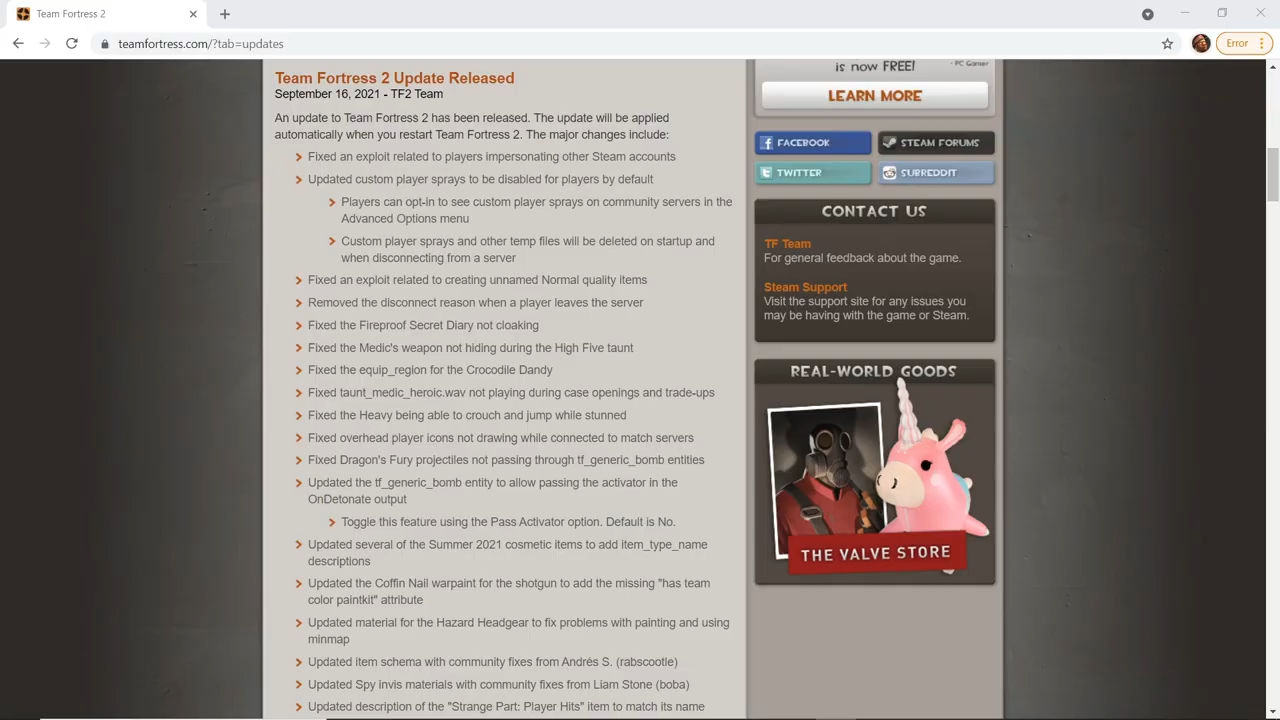 Team Fortress 2
teamfortress.com/?tab=updates
Error
Team Fortress 2 Update Released
September 16, 2021 - TF2 Team
An update to Team Fortress 2 has been released. The update will be applied
automatically when you restart Team Fortress 2. The major changes include:
Fixed an exploit related to players impersonating other Steam accounts
Updated custom player sprays to be disabled for players by default
Players can opt-in to see custom player sprays on community servers in the
Advanced Options menu
Custom player sprays and other temp files will be deleted on startup and
when disconnecting from a server
Fixed an exploit related to creating unnamed Normal quality items
Removed the disconnect reason when a player leaves the server
Fixed the Fireproof Secret Diary not cloaking
Fixed the Medic's weapon not hiding during the High Five taunt
Fixed the equip_region for the Crocodile Dandy
Fixed taunt_medic_heroic.wav not playing during case openings and trade-ups
Fixed the Heavy being able to crouch and jump while stunned
Fixed overhead player icons not drawing while connected to match servers
Fixed Dragon's Fury projectiles not passing through tf_generic_bomb entities
Updated the tf_generic_bomb entity to allow passing the activator in the
OnDetonate output
Toggle this feature using the Pass Activator option. Default is No.
Updated several of the Summer 2021 cosmetic items to add item_type_name
descriptions
Updated the Coffin Nail warpaint for the shotgun to add the missing "has team
color paintkit" attribute
Updated material for the Hazard Headgear to fix problems with painting and using
minmap
Updated item schema with community fixes from Andrés S. (rabscootle)
Updated Spy invis materials with community fixes from Liam Stone (boba)
Updated description of the "Strange Part: Player Hits" item to match its name
is now FREE!
- PC Gamer
LEARN MORE
FACEBOOK
STEAM FORUMS
TWITTER
SUBREDDIT
CONTACT US
TF Team
For general feedback about the game.
Steam Support
Visit the support site for any issues you
may be having with the game or Steam.
REAL-WORLD GOODS
THE VALVE STORE